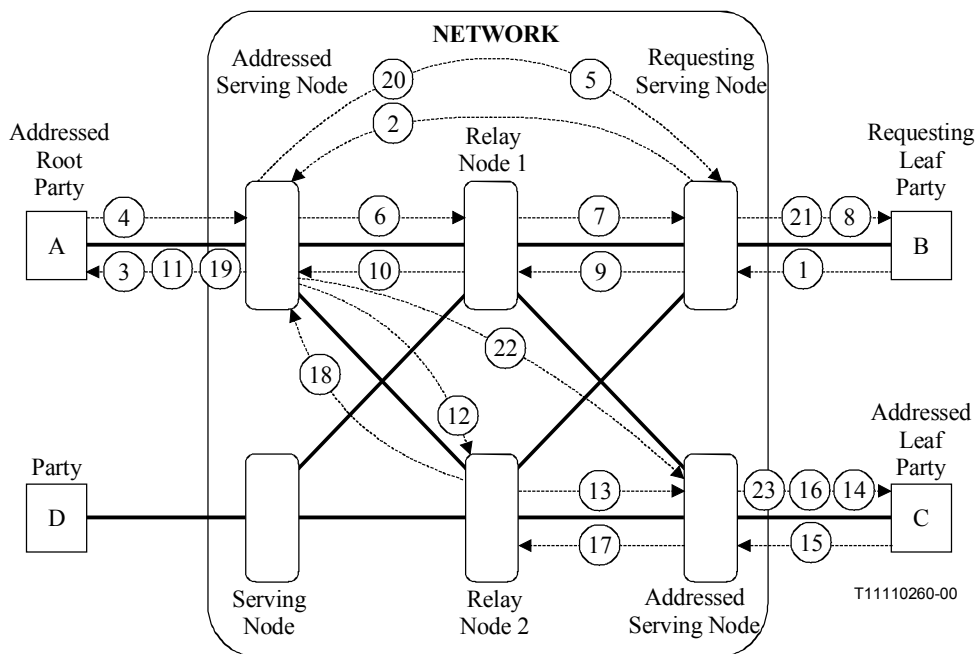 NETWORK
Addressed
Serving Node
Requesting
Serving Node
20
5
2
Addressed
Root
Party
Relay
Node 1
Requesting
Leaf
Party
4
6
7
21
8
A
B
3
11
19
10
9
1
22
18
12
Party
Addressed
Leaf
Party
13
23
16
14
D
C
17
15
Serving
Node
Relay
Node 2
Addressed
Serving Node
T11110260-00